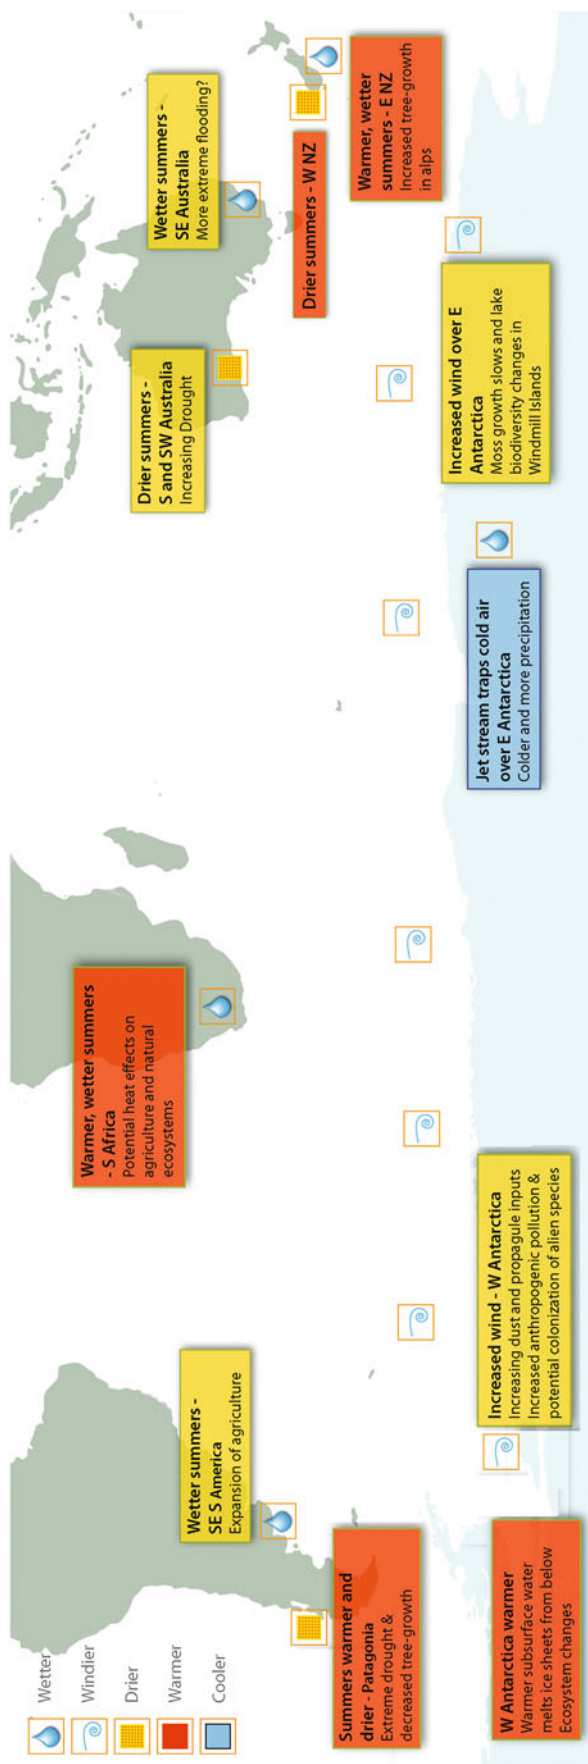 Wetter
Windier
Drier
Warmer
Cooler
Summers warmer and
drier - Patagonia
Extreme drought &
decreased tree-growth
W Antarctica warmer
Warmer subsurface water
melts ice sheets from below
Ecosystem changes
Wetter summers -
SE S America
Expansion of agriculture
Increased wind - W Antarctica
Increasing dust and propagule inputs
Increased anthropogenic pollution &
potential colonization of alien species
Warmer, wetter summers
- S Africa
Potential heat effects on
agriculture and natural
ecosystems
Jet stream traps cold air
over E Antarctica
Colder and more precipitation
Drier summers -
S and SW Australia
Increasing Drought
Increased wind over E
Antarctica
Moss growth slows and lake
biodiversity changes in
Windmill Islands
Wetter summers -
SE Australia
More extreme flooding?
Drier summers - W NZ
Warmer, wetter
summers - E NZ
Increased tree-growth
in alps